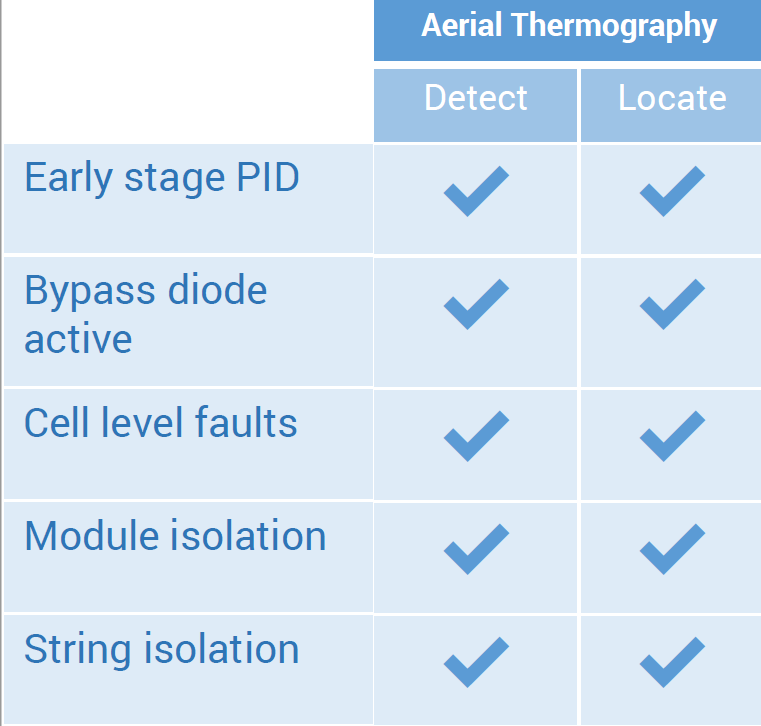 Aerial Thermography
Detect Locate
Early stage PID
Bypass diode
active
Cell level faults
Module isolation
String isolation